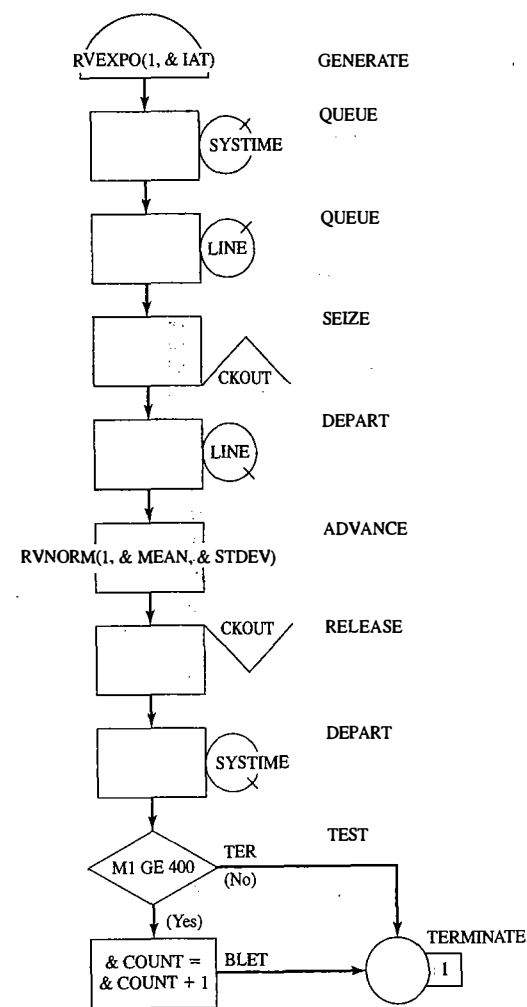 RVEXPO(1, & IAT) GENERATE
QUEUE
SYSTIME
QUEUE
LINE
SEIZE
CKOUT
DEPART
LINE
RVNORM(1, & MEAN, & STDEV) ADVANCE
CKOUT RELEASE
DEPART
SYSTIME
TEST
M1 GE 400 TER
(No)
(Yes)
TERMINATE
& COUNT = BLET 1
& COUNT + 1